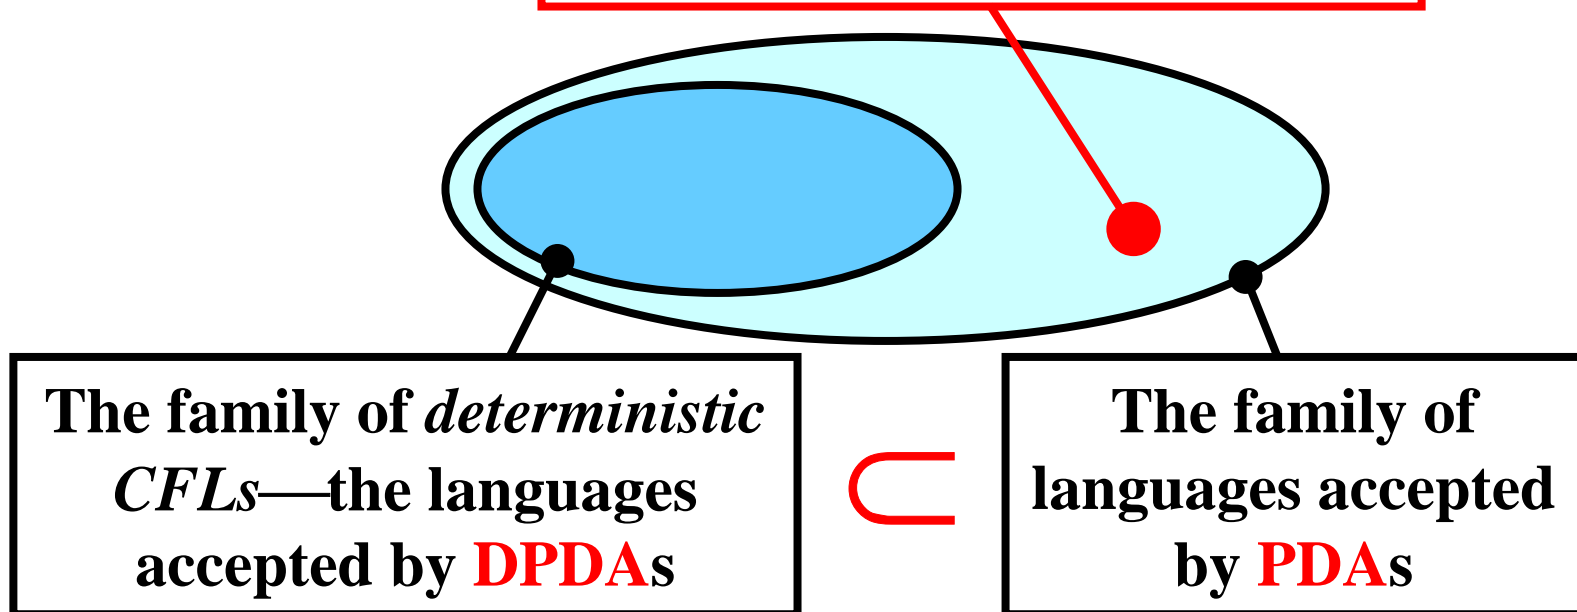 The family of deterministic
CFLs—the languages
accepted by DPDAs
⊂
The family of
languages accepted
by PDAs